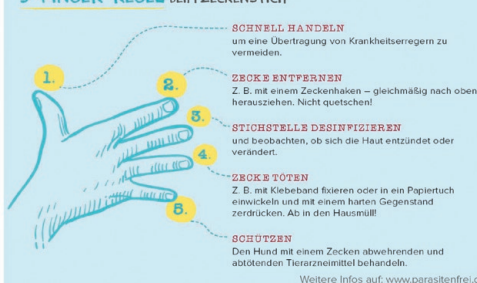 5-FINGER-REGEL BEIM ZECKENSTICH
1.
SCHNELL HANDELN
um eine Übertragung von Krankheitserregern zu
vermeiden.
2.
ZECKE ENTFERNEN
Z. B. mit einem Zeckenhaken – gleichmäßig nach oben
herausziehen. Nicht quetschen!
3.
STICHSTELLE DESINFIZIEREN
und beobachten, ob sich die Haut entzündet oder
verändert.
4.
ZECKE TÖTEN
Z. B. mit Klebeband fixieren oder in ein Papiertuch
einwickeln und mit einem harten Gegenstand
zerdrücken. Ab in den Hausmüll!
5.
SCHÜTZEN
Den Hund mit einem Zecken abwehrenden und
abtötenden Tierarzneimittel behandeln.
Weitere Infos auf: www.parasitenfrei.d